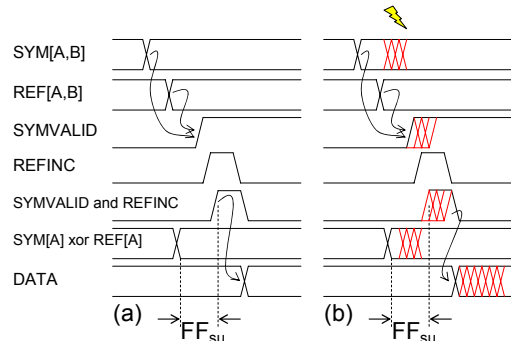 SYM[A,B]
REF[A,B]
SYMVALID
REFINC
SYMVALID and REFINC
SYM[A] xor REF[A]
DATA
(a) (b)
FFsu FFsu